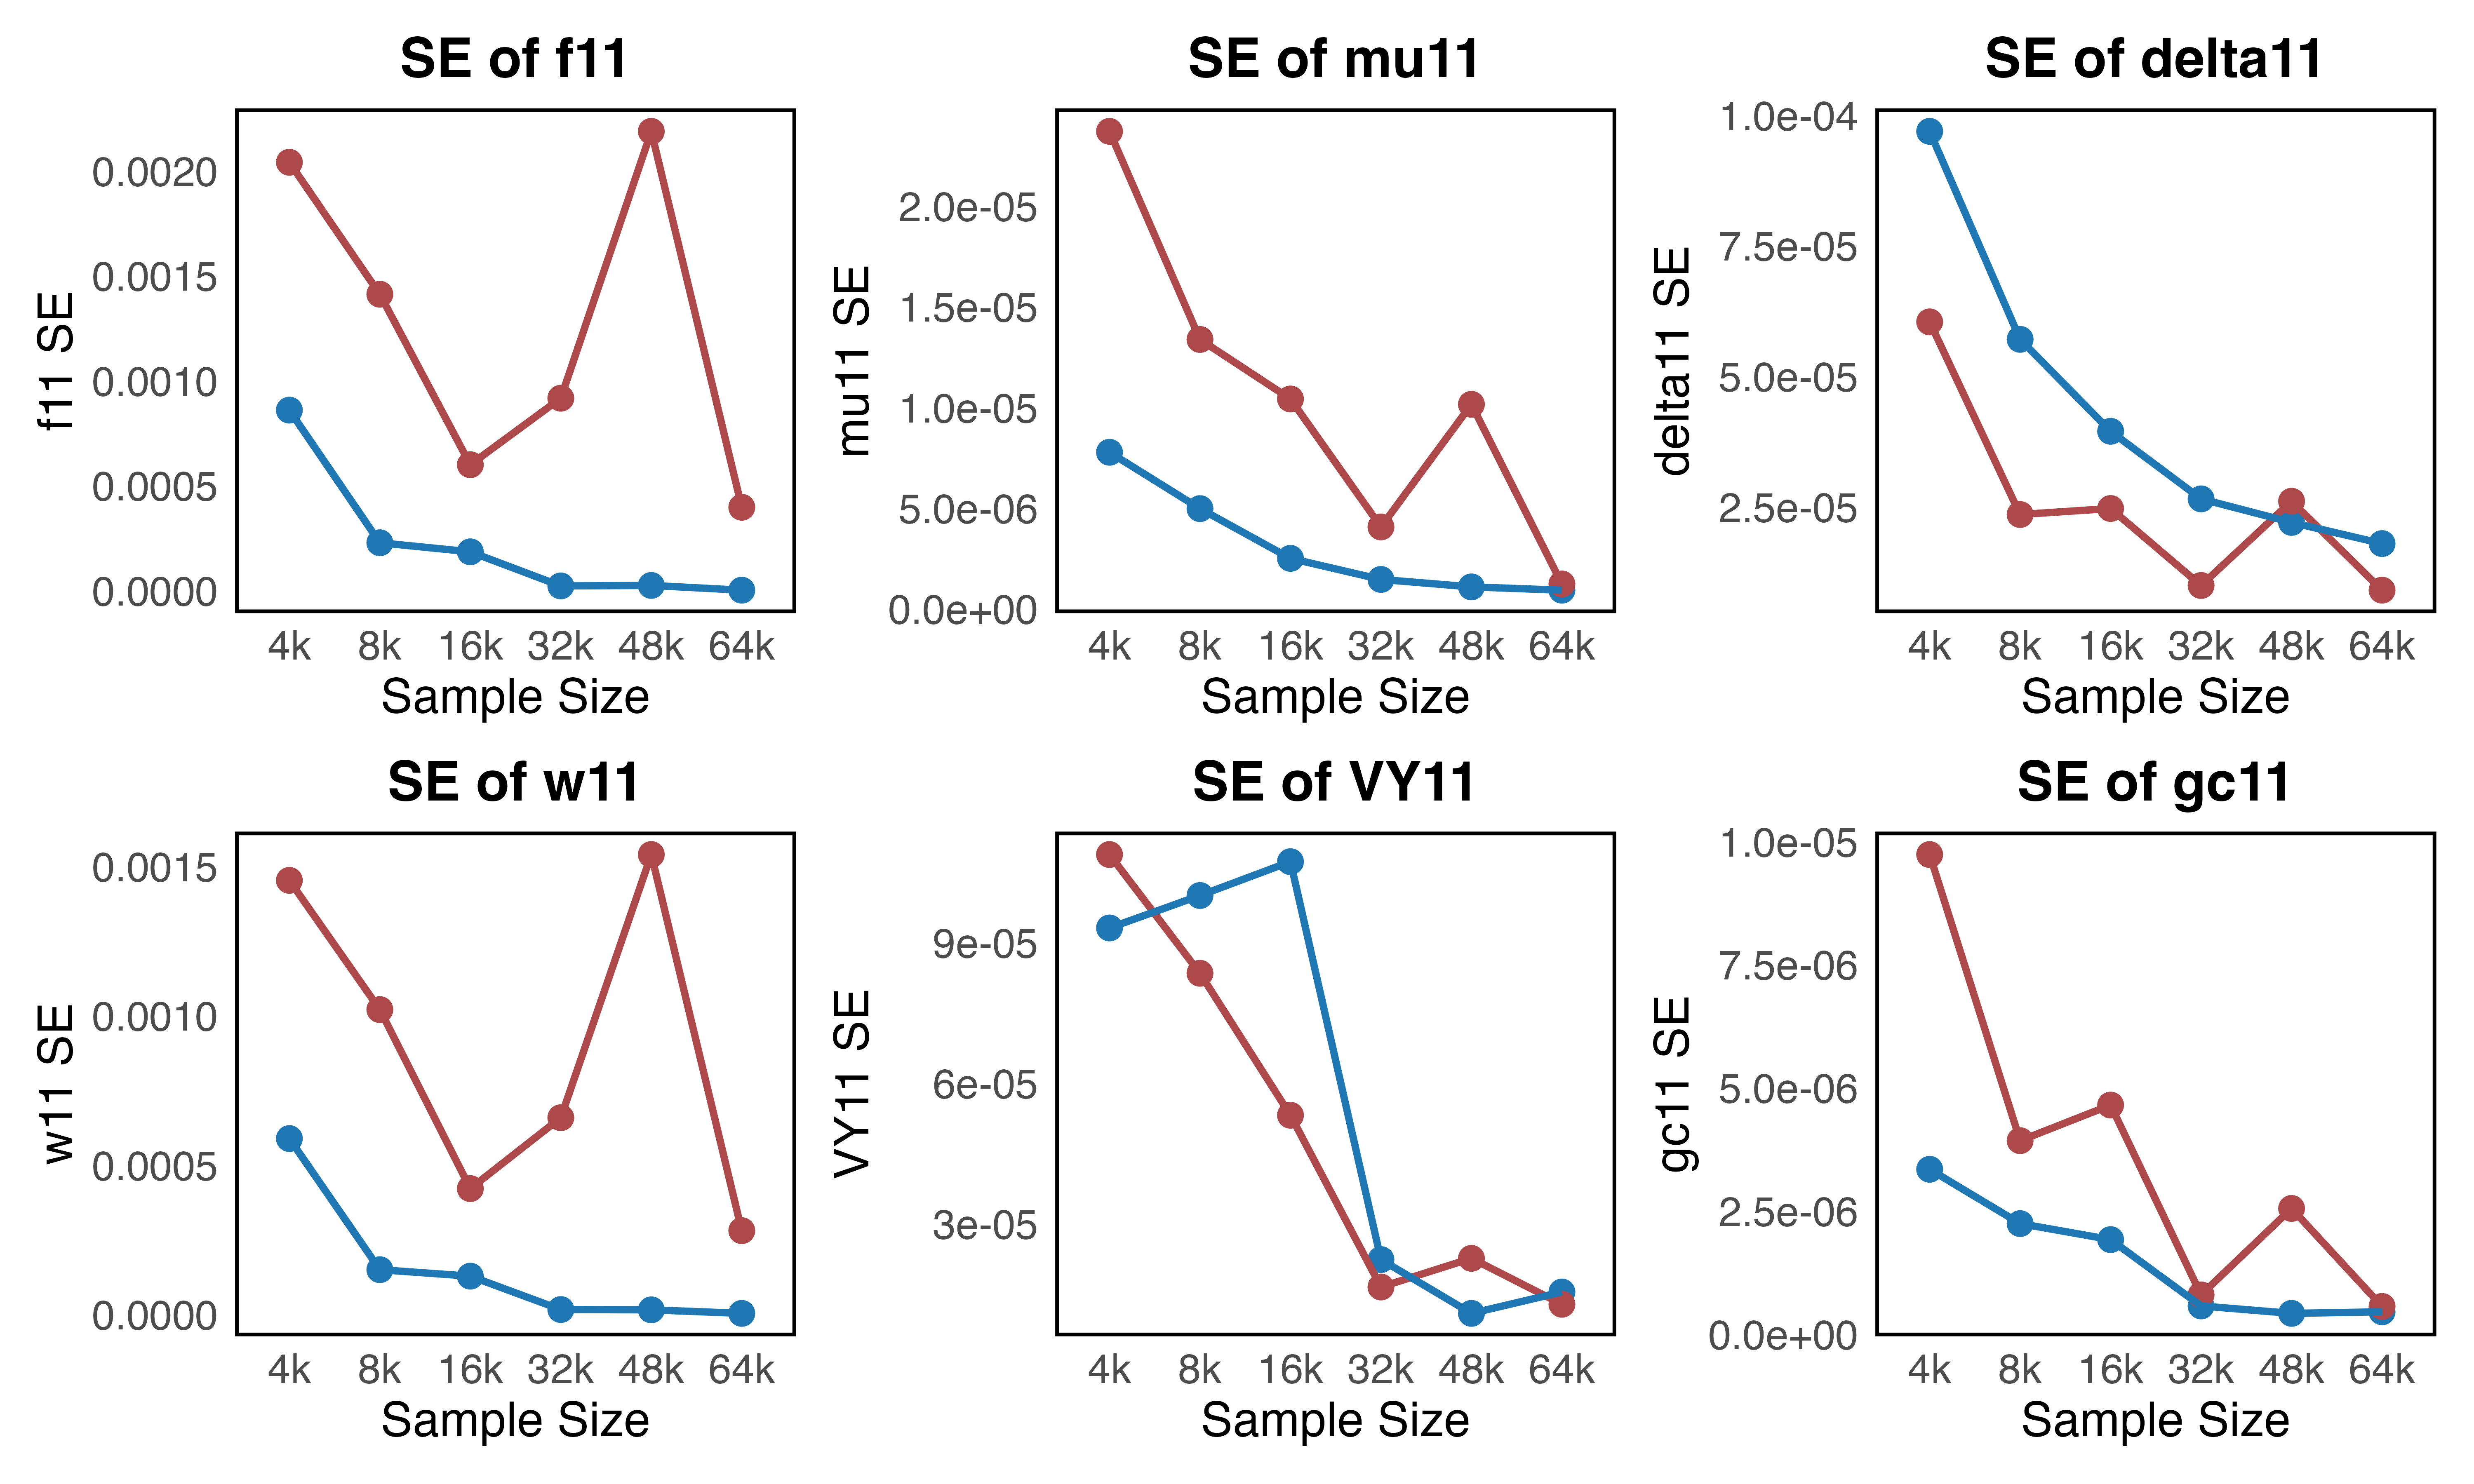 SE of f11
f11 SE
0.0020
0.0015
0.0010
0.0005
0.0000
4k 8k 16k 32k 48k 64k
Sample Size
SE of mu11
mu11 SE
2.0e-05
1.5e-05
1.0e-05
5.0e-06
0.0e+00
4k 8k 16k 32k 48k 64k
Sample Size
SE of delta11
delta11 SE
1.0e-04
7.5e-05
5.0e-05
2.5e-05
4k 8k 16k 32k 48k 64k
Sample Size
SE of w11
w11 SE
0.0015
0.0010
0.0005
0.0000
4k 8k 16k 32k 48k 64k
Sample Size
SE of VY11
VY11 SE
9e-05
6e-05
3e-05
4k 8k 16k 32k 48k 64k
Sample Size
SE of gc11
gc11 SE
1.0e-05
7.5e-06
5.0e-06
2.5e-06
0.0e+00
4k 8k 16k 32k 48k 64k
Sample Size